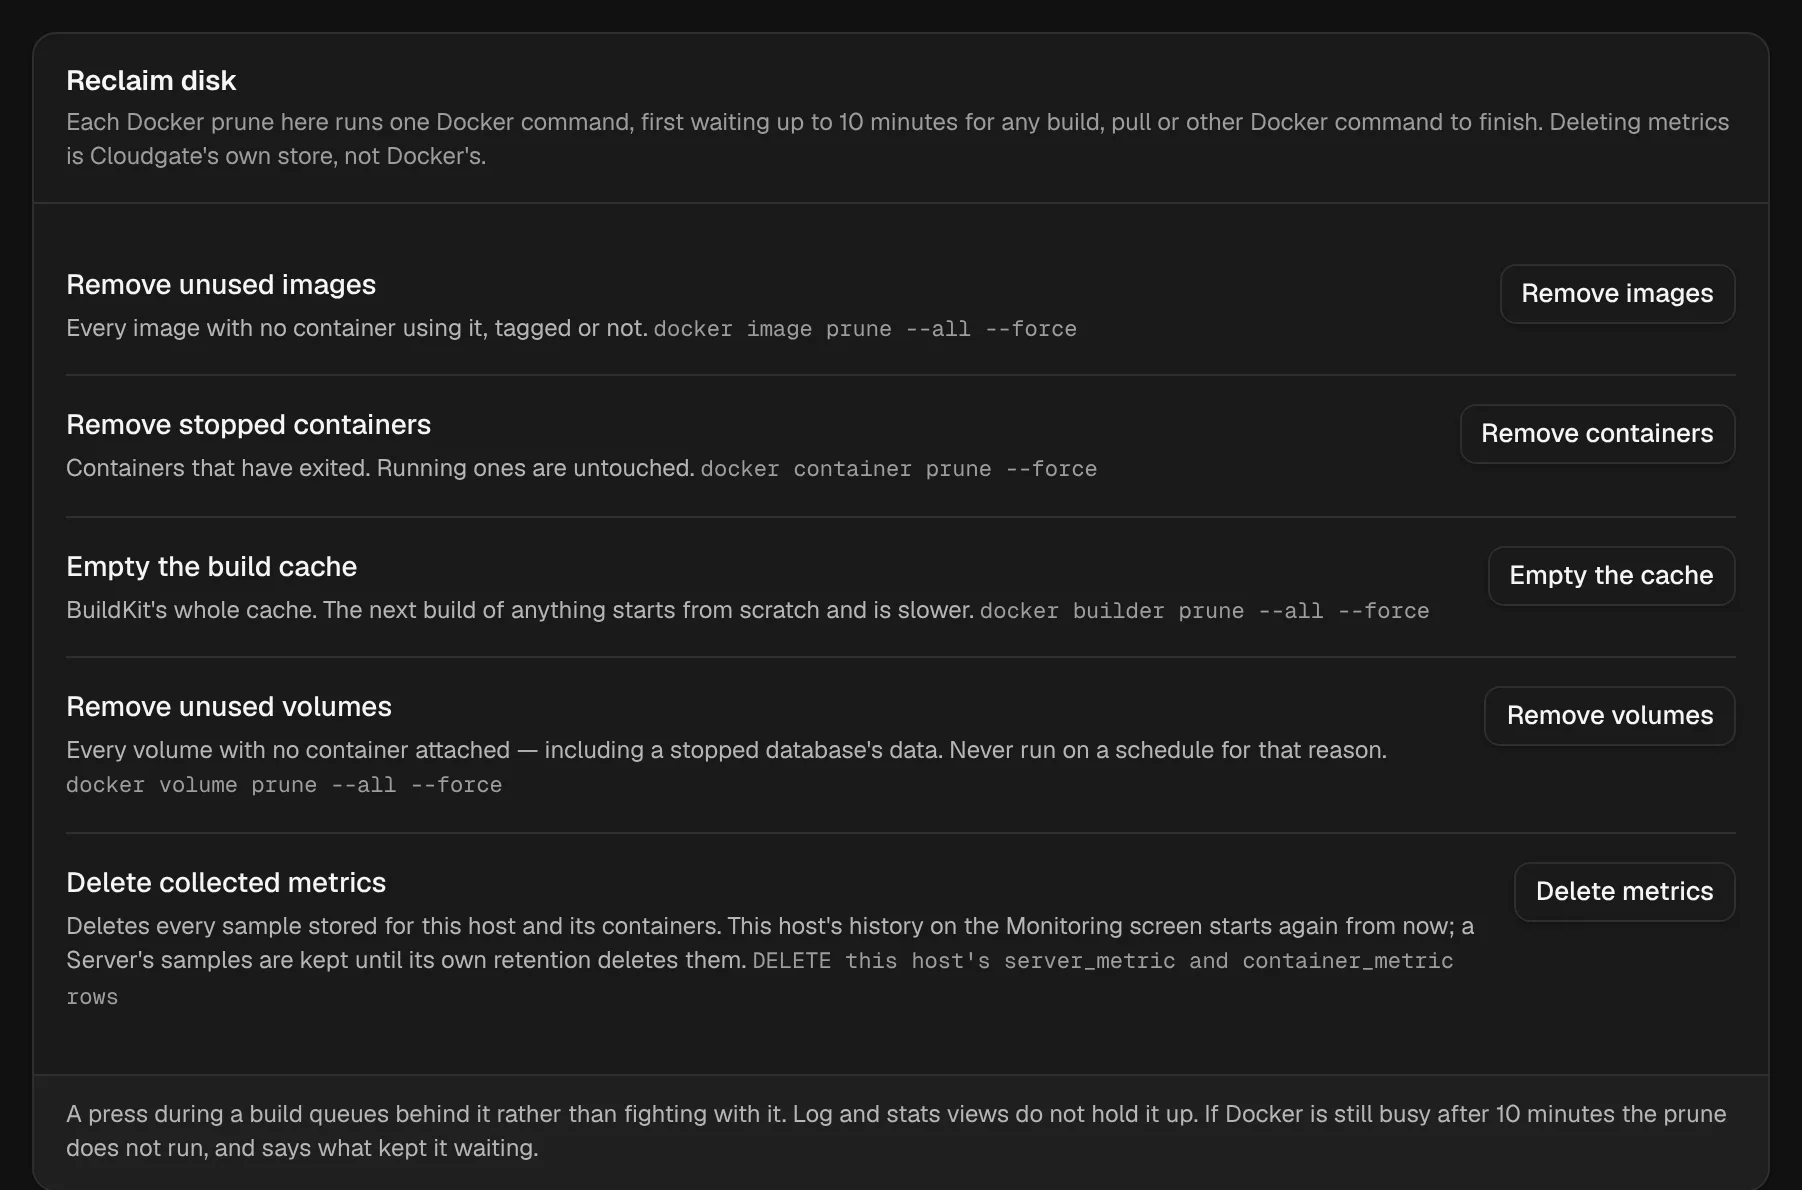 Reclaim disk
Each Docker prune here runs one Docker command, first waiting up to 10 minutes for any build, pull or other Docker command to finish. Deleting metrics
is Cloudgate's own store, not Docker's.
Remove unused images
Remove images
Every image with no container using it, tagged or not. docker image prune --all --force
Remove stopped containers
Remove containers
Containers that have exited. Running ones are untouched. docker container prune --force
Empty the build cache
Empty the cache
BuildKit's whole cache. The next build of anything starts from scratch and is slower. docker builder prune --all --force
Remove unused volumes
Remove volumes
Every volume with no container attached — including a stopped database's data. Never run on a schedule for that reason.
docker volume prune --all --force
Delete collected metrics
Delete metrics
Deletes every sample stored for this host and its containers. This host's history on the Monitoring screen starts again from now; a
Server's samples are kept until its own retention deletes them. DELETE this host's server_metric and container_metric
rows
A press during a build queues behind it rather than fighting with it. Log and stats views do not hold it up. If Docker is still busy after 10 minutes the prune
does not run, and says what kept it waiting.